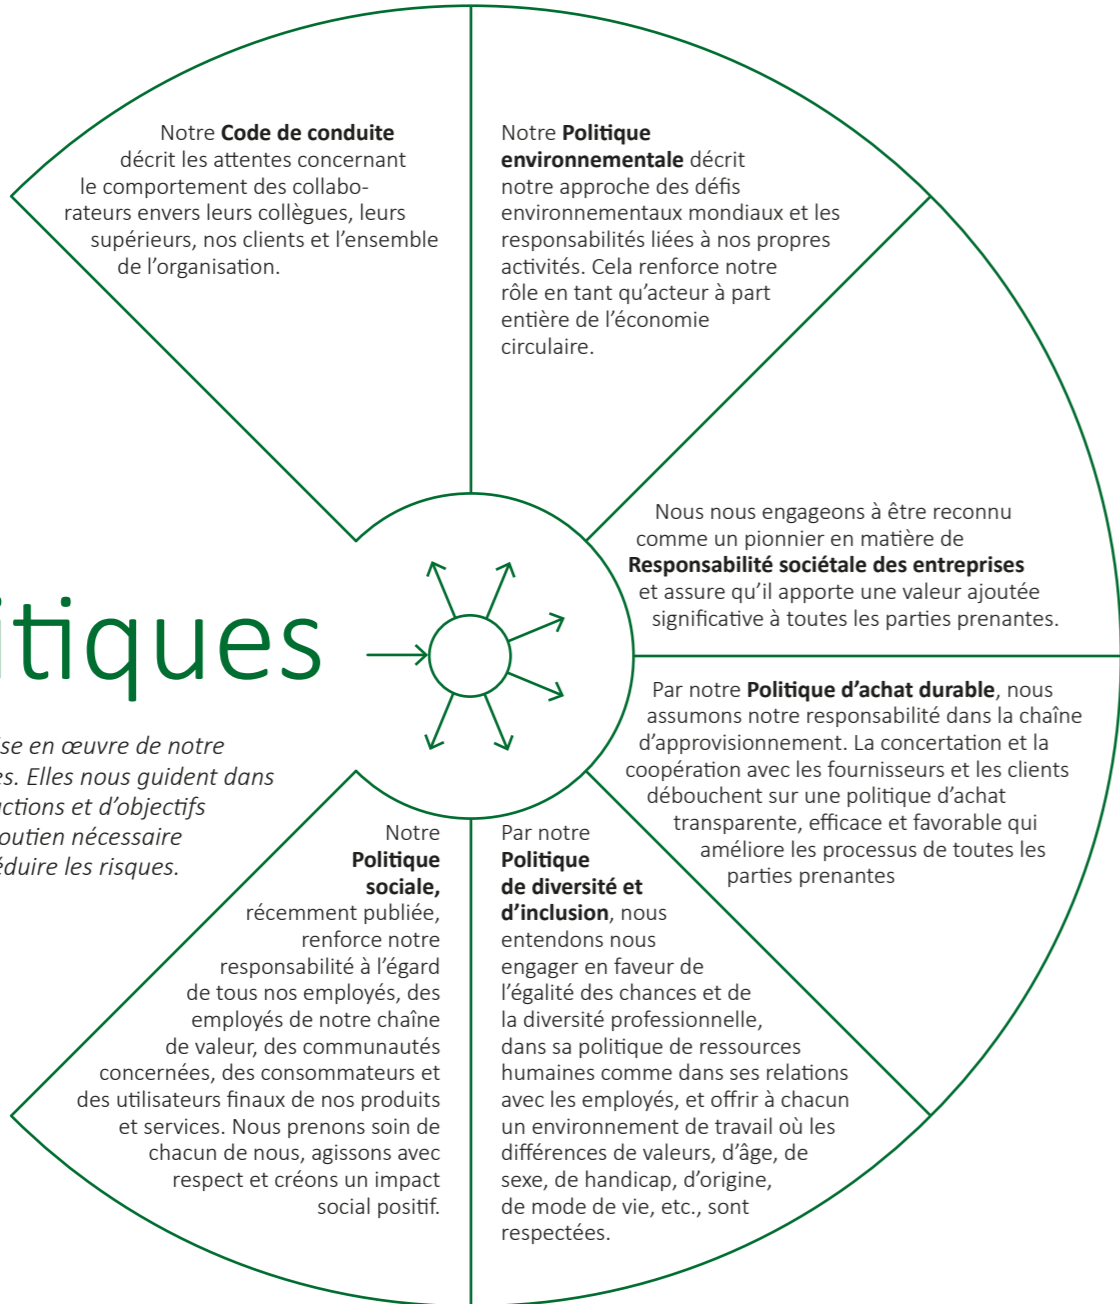 Notre Code de conduite
décrit les attentes concernant
le comportement des collabo-
rateurs envers leurs collègues, leurs
supérieurs, nos clients et l’ensemble
de l’organisation.
Notre Politique
environnementale décrit
notre approche des défis
environnementaux mondiaux et les
responsabilités liées à nos propres
activités. Cela renforce notre
rôle en tant qu’acteur à part
entière de l’économie
circulaire.
Nous nous engageons à être reconnu
comme un pionnier en matière de
Responsabilité sociétale des entreprises
et assure qu’il apporte une valeur ajoutée
significative à toutes les parties prenantes.
itiques
ise en œuvre de notre
es. Elles nous guident dans
actions et d’objectifs
outien nécessaire
éduire les risques.
Par notre Politique d’achat durable, nous
assumons notre responsabilité dans la chaîne
d’approvisionnement. La concertation et la
coopération avec les fournisseurs et les clients
débouchent sur une politique d’achat
transparente, efficace et favorable qui
améliore les processus de toutes les
parties prenantes
Notre
Politique
sociale,
récemment publiée,
renforce notre
responsabilité à l’égard
de tous nos employés, des
employés de notre chaîne
de valeur, des communautés
concernées, des consommateurs et
des utilisateurs finaux de nos produits
et services. Nous prenons soin de
chacun de nous, agissons avec
respect et créons un impact
social positif.
Par notre
Politique
de diversité et
d’inclusion, nous
entendons nous
engager en faveur de
l’égalité des chances et de
la diversité professionnelle,
dans sa politique de ressources
humaines comme dans ses relations
avec les employés, et offrir à chacun
un environnement de travail où les
différences de valeurs, d’âge, de
sexe, de handicap, d’origine,
de mode de vie, etc., sont
respectées.